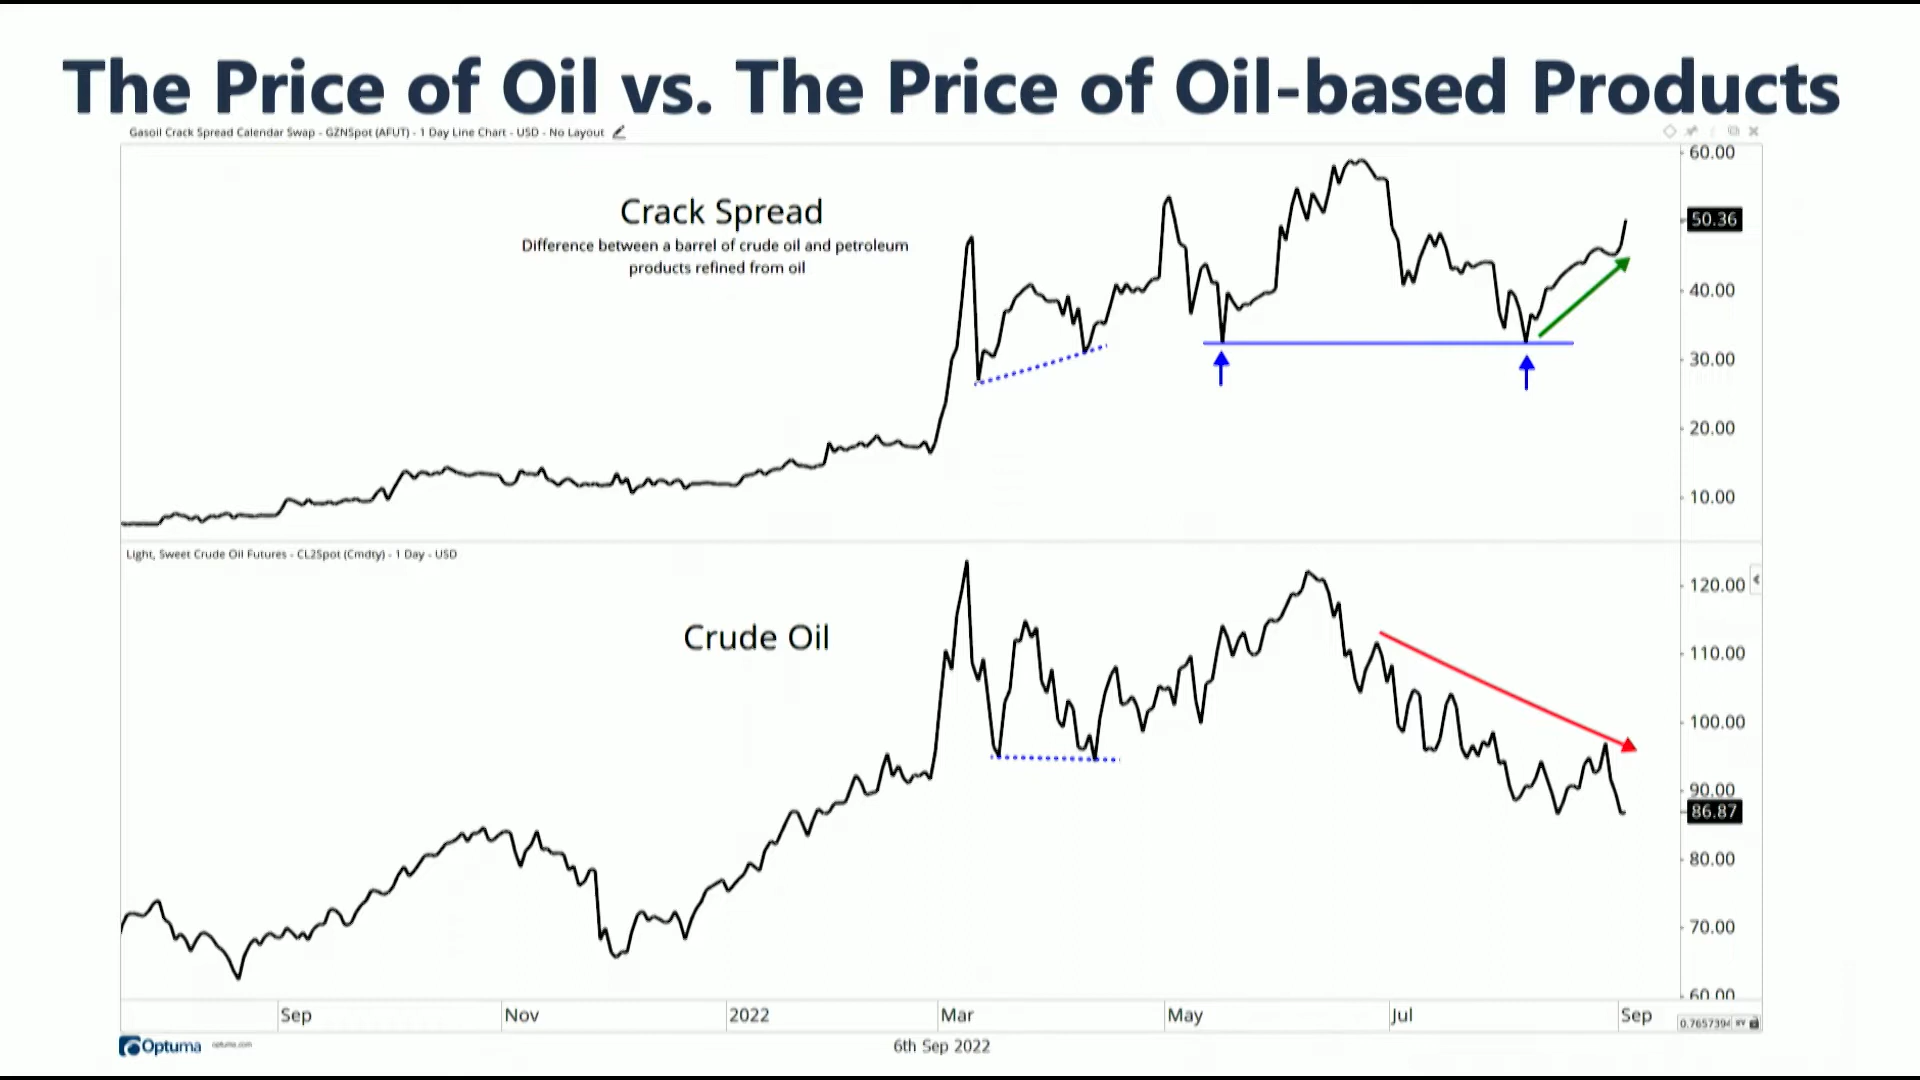 The Price of Oil vs. The Price of Oil-based Products
Gasoil Crack Spread Calendar Swap - GZNSpot (AFUT) - 1 Day Line Chart - USD - No Layout
60.00
Crack Spread
50.36
Difference between a barrel of crude oil and petroleum
products refined from oil
40.00
30.00
20.00
10.00
Light, Sweet Crude Oil Futures - CL2Spot (Cmdty) - 1 Day - USD
120.00
Crude Oil
110.00
100.00
90.00
86.87
80.00
70.00
60.00
Sep Nov 2022 Mar May Jul Sep
Optuma optuma.com 6th Sep 2022